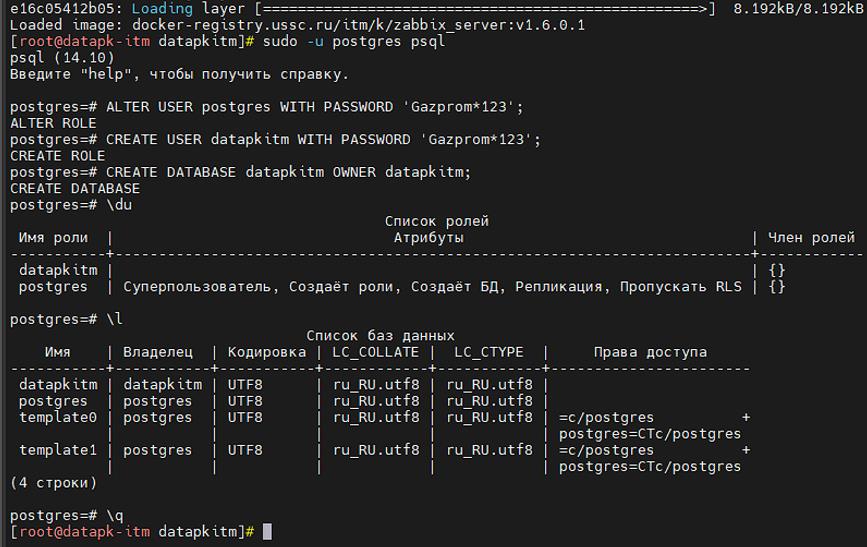 e16c05412b05: Loading layer [==================================================>]  8.192kB/8.192kB
Loaded image: docker-registry.ussc.ru/itm/k/zabbix_server:v1.6.0.1
[root@datapk-itm datapkitm]# sudo -u postgres psql
psql (14.10)
Введите "help", чтобы получить справку.

postgres=# ALTER USER postgres WITH PASSWORD 'Gazprom*123';
ALTER ROLE
postgres=# CREATE USER datapkitm WITH PASSWORD 'Gazprom*123';
CREATE ROLE
postgres=# CREATE DATABASE datapkitm OWNER datapkitm;
CREATE DATABASE
postgres=# \du
                                          Список ролей
 Имя роли  |                                Атрибуты                                 | Член ролей
-----------+-------------------------------------------------------------------------+------------
 datapkitm |                                                                         | {}
 postgres  | Суперпользователь, Создаёт роли, Создаёт БД, Репликация, Пропускать RLS | {}

postgres=# \l
                                  Список баз данных
    Имя    | Владелец  | Кодировка | LC_COLLATE |  LC_CTYPE  |     Права доступа
-----------+-----------+-----------+------------+------------+-----------------------
 datapkitm | datapkitm | UTF8      | ru_RU.utf8 | ru_RU.utf8 |
 postgres  | postgres  | UTF8      | ru_RU.utf8 | ru_RU.utf8 |
 template0 | postgres  | UTF8      | ru_RU.utf8 | ru_RU.utf8 | =c/postgres          +
           |           |           |            |            | postgres=CTc/postgres
 template1 | postgres  | UTF8      | ru_RU.utf8 | ru_RU.utf8 | =c/postgres          +
           |           |           |            |            | postgres=CTc/postgres
(4 строки)

postgres=# \q
[root@datapk-itm datapkitm]#